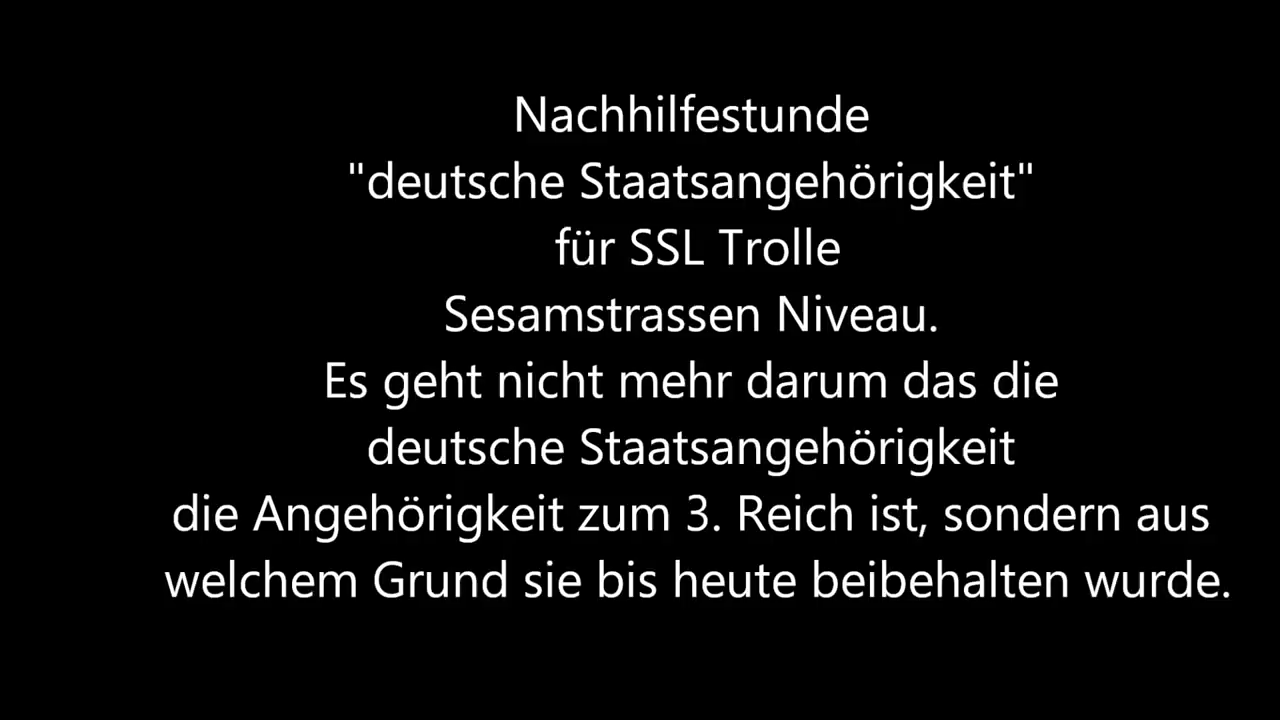 Nachhilfestunde
"deutsche Staatsangehörigkeit"
für SSL Trolle
Sesamstrassen Niveau.
Es geht nicht mehr darum das die
deutsche Staatsangehörigkeit
die Angehörigkeit zum 3. Reich ist, sondern aus
welchem Grund sie bis heute beibehalten wurde.